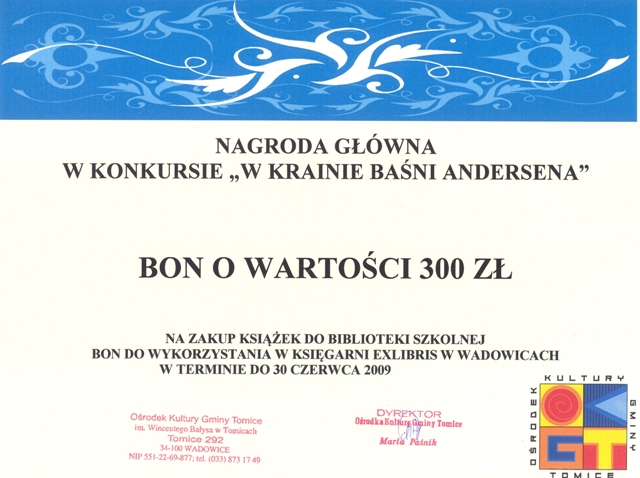 NAGRODA GŁÓWNA
W KONKURSIE „W KRAINIE BAŚNI ANDERSENA”
BON O WARTOŚCI 300 ZŁ
NA ZAKUP KSIĄŻEK DO BIBLIOTEKI SZKOLNEJ
BON DO WYKORZYSTANIA W KSIĘGARNI EXLIBRIS W WADOWICACH
W TERMINIE DO 30 CZERWCA 2009
Ośrodek Kultury Gminy Tomice
im. Wincentego Bałysa w Tomicach
Tomice 292
34-100 WADOWICE
NIP 551-22-69-877; tel. (033) 873 17 49
DYREKTOR
Ośrodka Kultury Gminy Tomice
Maria Paśnik
OŚRODEK KULTURY GMINY TOMICE
OKGT